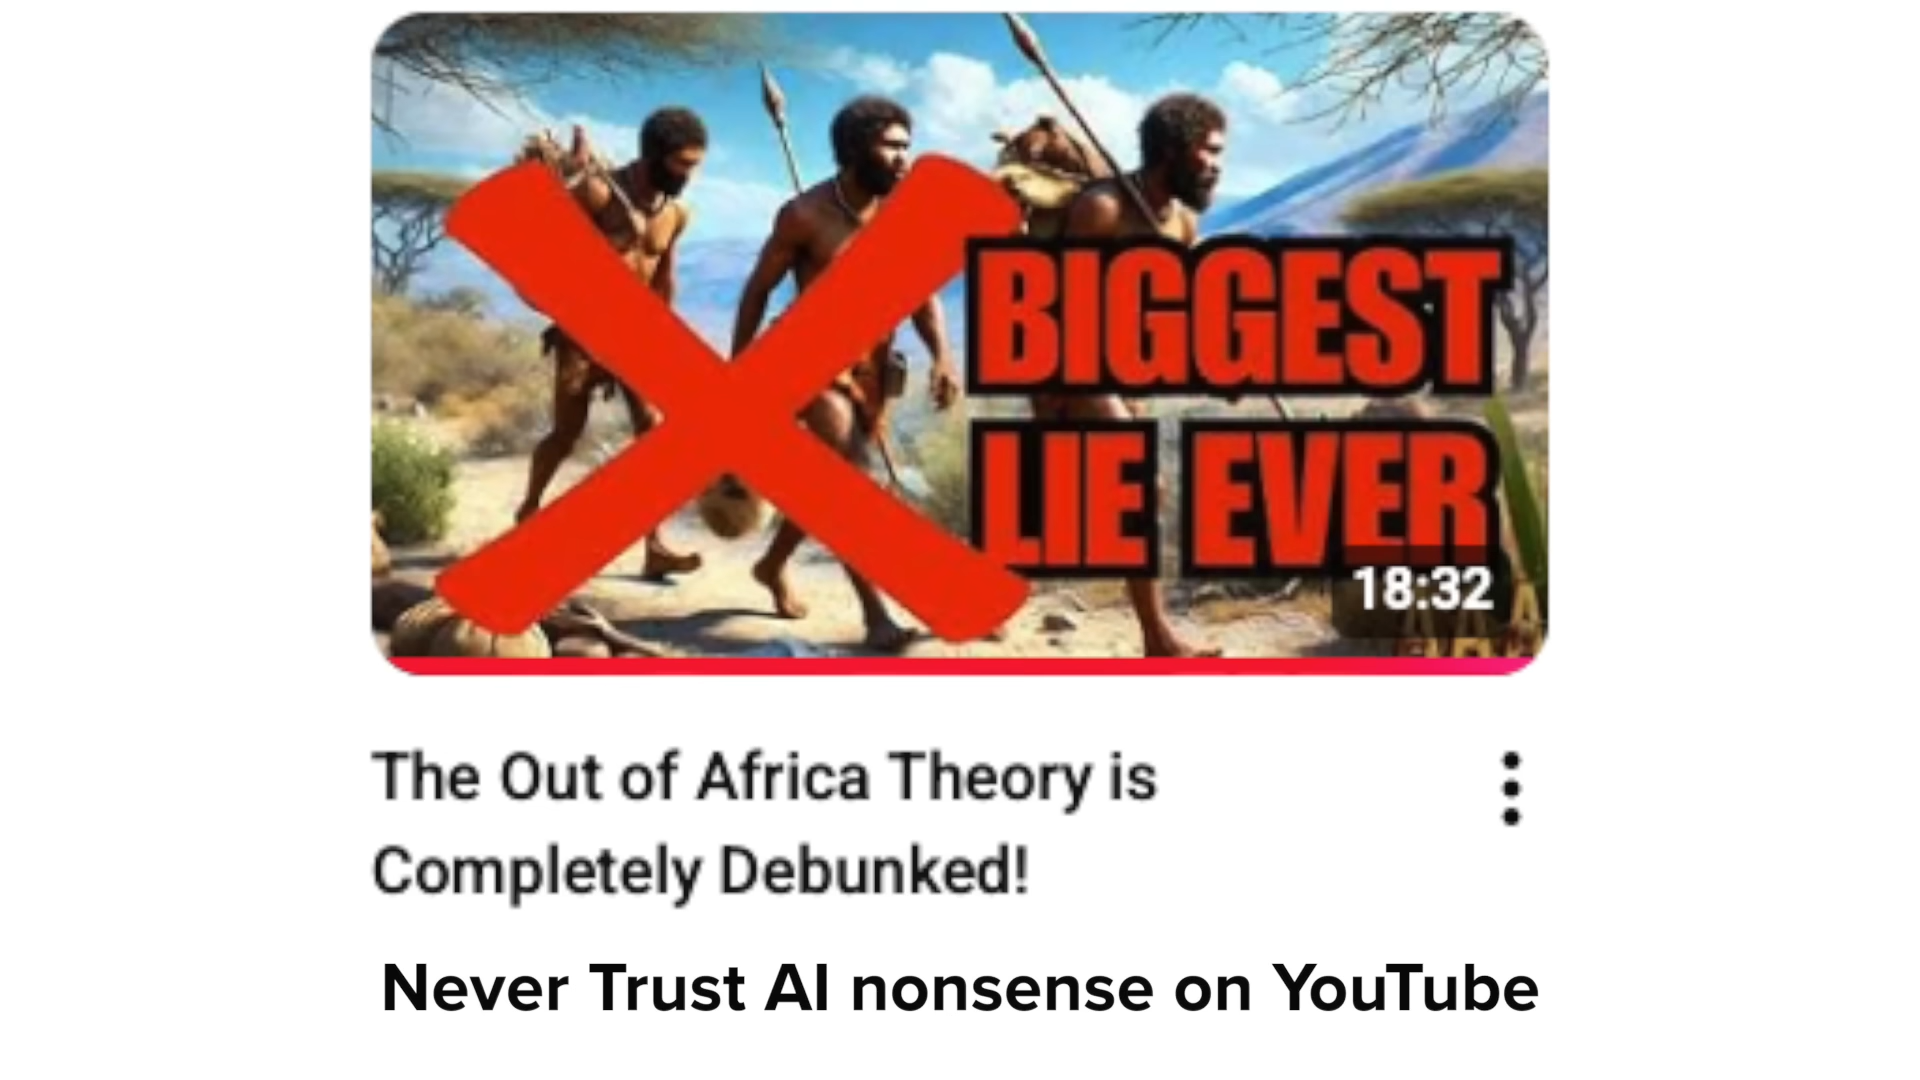 BIGGEST
LIE EVER
18:32
The Out of Africa Theory is
Completely Debunked!
Never Trust AI nonsense on YouTube